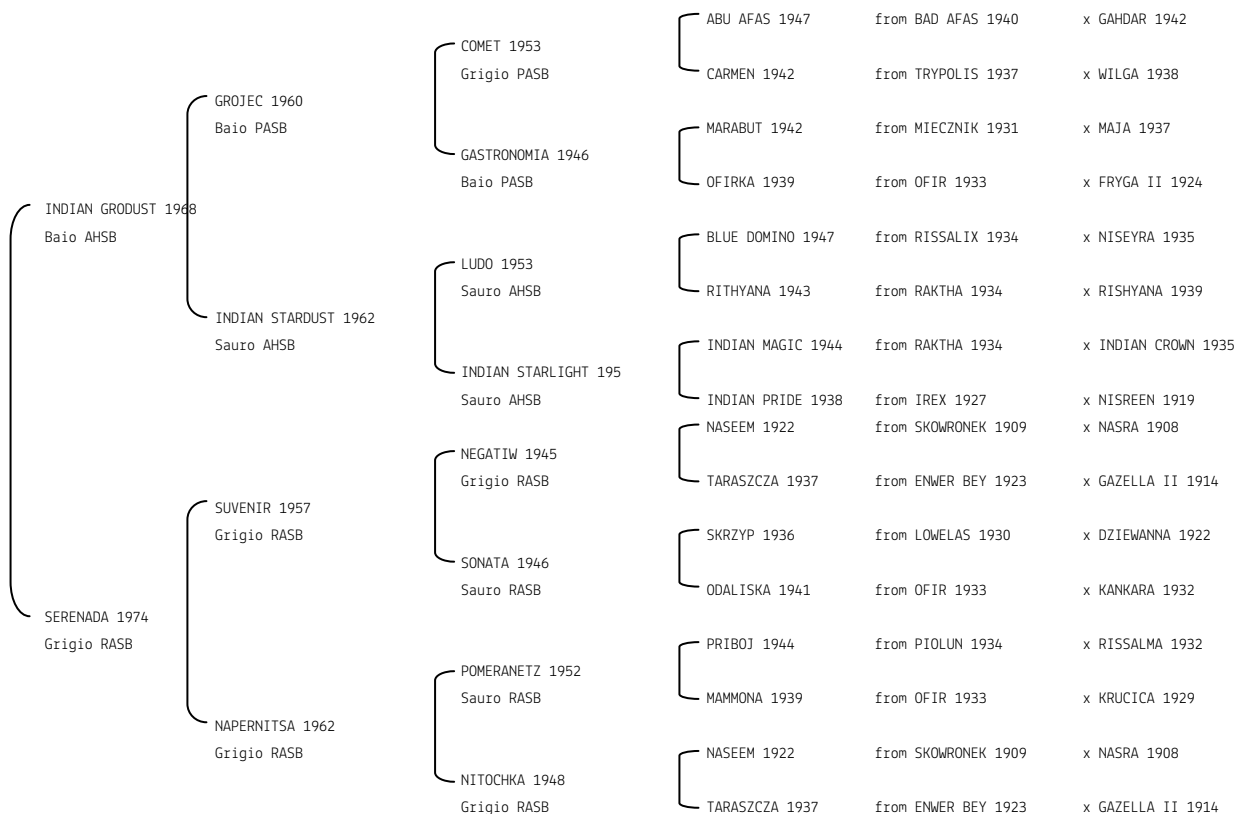 ABU AFAS 1947 from BAD AFAS 1940 x GAHDAR 1942
COMET 1953
Grigio PASB
CARMEN 1942 from TRYPOLIS 1937 x WILGA 1938
GROJEC 1960
Baio PASB
MARABUT 1942 from MIECZNIK 1931 x MAJA 1937
GASTRONOMIA 1946
Baio PASB
OFIRKA 1939 from OFIR 1933 x FRYGA II 1924
INDIAN GRODUST 1968
Baio AHSB
BLUE DOMINO 1947 from RISSALIX 1934 x NISEYRA 1935
LUDO 1953
Sauro AHSB
RITHYANA 1943 from RAKTHA 1934 x RISHYANA 1939
INDIAN STARDUST 1962
Sauro AHSB
INDIAN MAGIC 1944 from RAKTHA 1934 x INDIAN CROWN 1935
INDIAN STARLIGHT 195
Sauro AHSB
INDIAN PRIDE 1938 from IREX 1927 x NISREEN 1919
NASEEM 1922 from SKOWRONEK 1909 x NASRA 1908
NEGATIW 1945
Grigio RASB
TARASZCZA 1937 from ENWER BEY 1923 x GAZELLA II 1914
SUVENIR 1957
Grigio RASB
SKRZYP 1936 from LOWELAS 1930 x DZIEWANNA 1922
SONATA 1946
Sauro RASB
ODALISKA 1941 from OFIR 1933 x KANKARA 1932
SERENADA 1974
Grigio RASB
PRIBOJ 1944 from PIOLUN 1934 x RISSALMA 1932
POMERANETZ 1952
Sauro RASB
MAMMONA 1939 from OFIR 1933 x KRUCICA 1929
NAPERNITSA 1962
Grigio RASB
NASEEM 1922 from SKOWRONEK 1909 x NASRA 1908
NITOCHKA 1948
Grigio RASB
TARASZCZA 1937 from ENWER BEY 1923 x GAZELLA II 1914